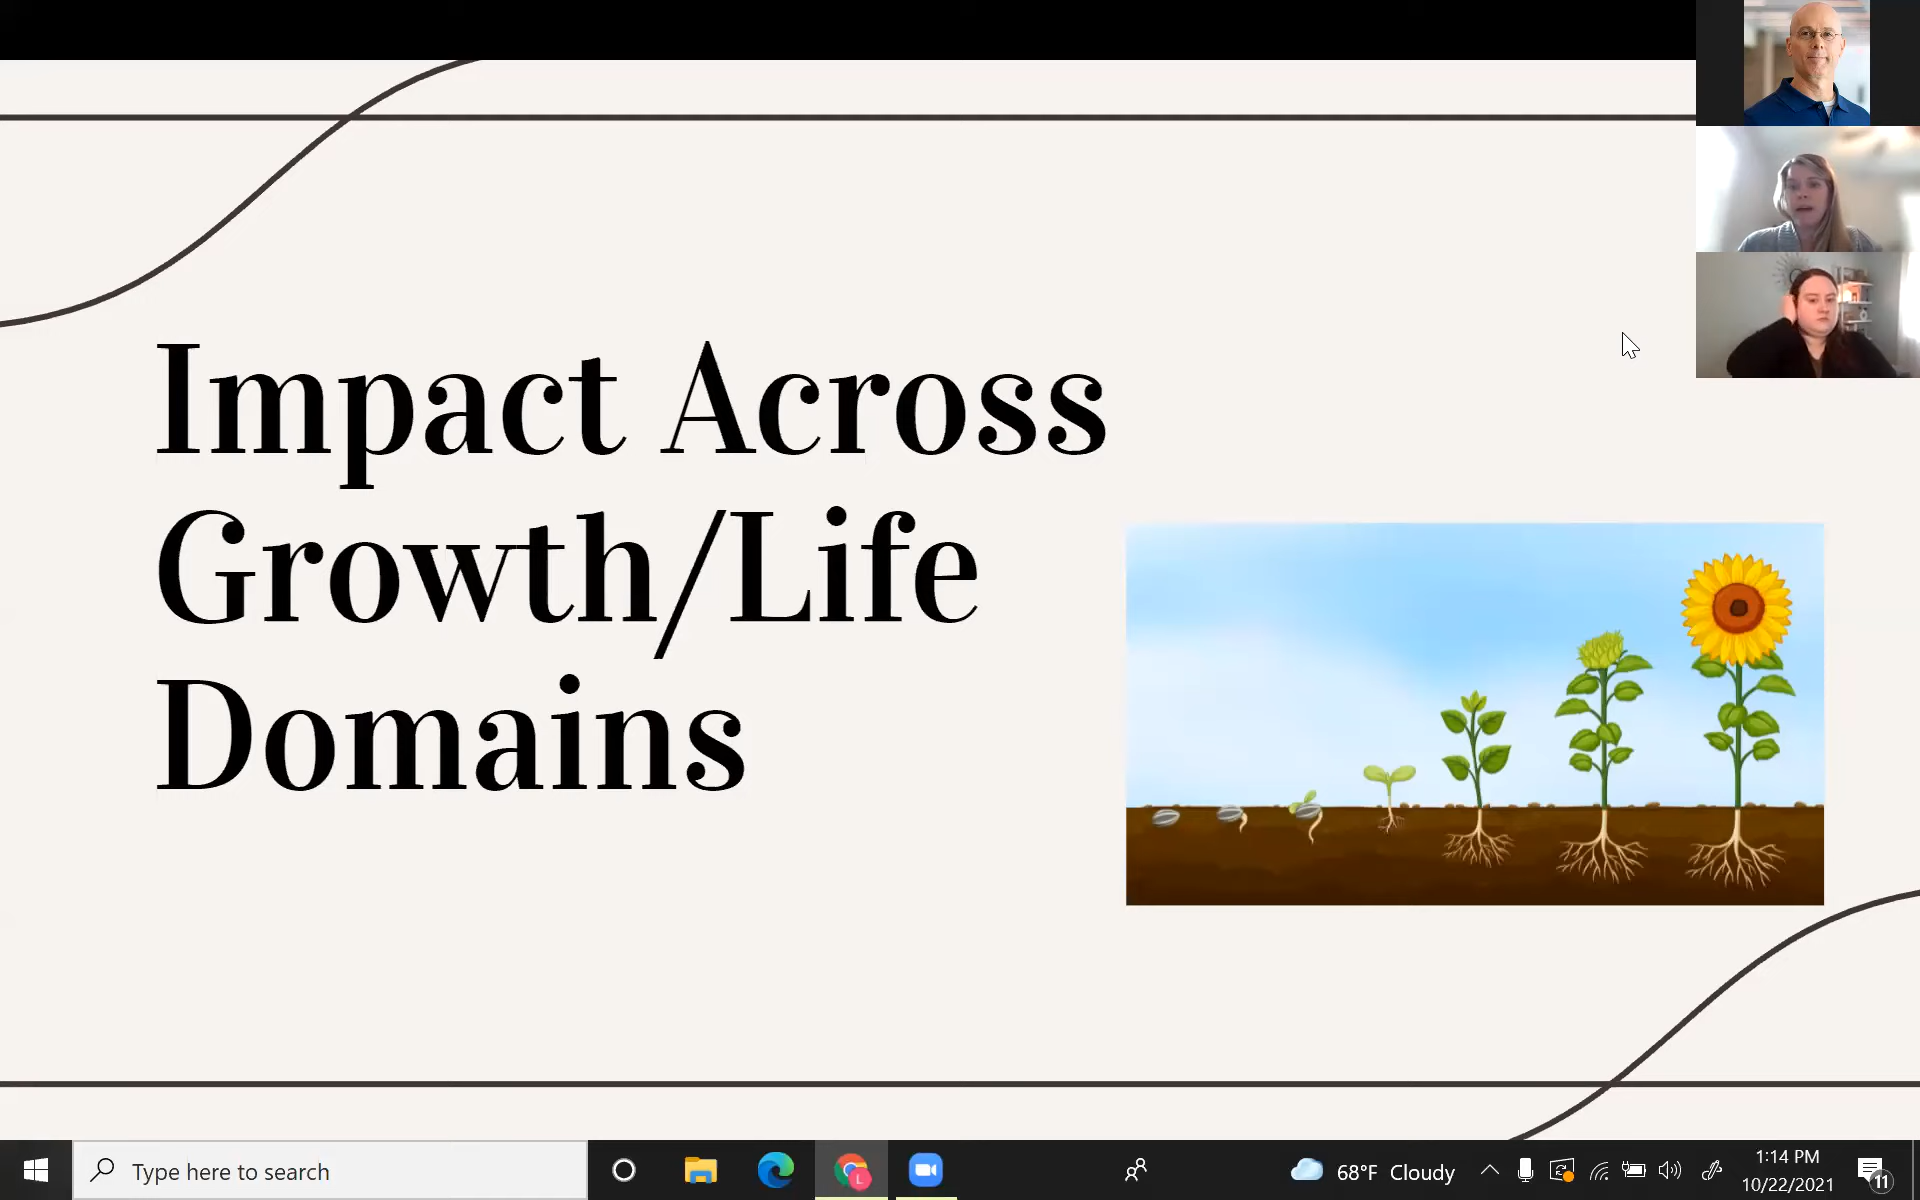 Impact Across
Growth/Life
Domains
Type here to search
L
68°F Cloudy
1:14 PM
10/22/2021
11